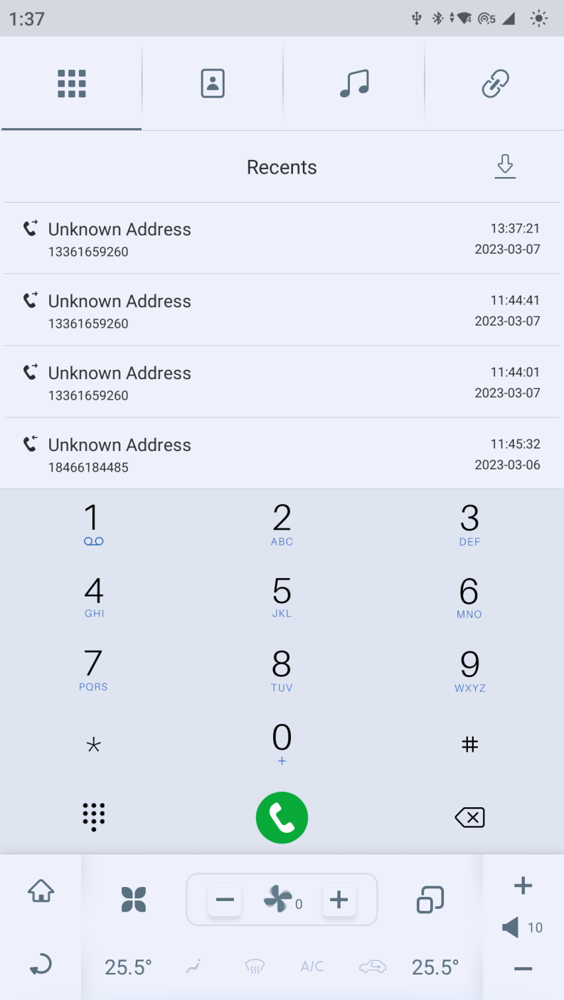 1:37
4
5
Recents
Unknown Address 13:37:21
13361659260 2023-03-07
Unknown Address 11:44:41
13361659260 2023-03-07
Unknown Address 11:44:01
13361659260 2023-03-07
Unknown Address 11:45:32
18466184485 2023-03-06
1 2 3
ABC DEF
4 5 6
GHI JKL MNO
7 8 9
PQRS TUV WXYZ
* 0 #
+
− 0 + +
10
25.5° A/C 25.5° −